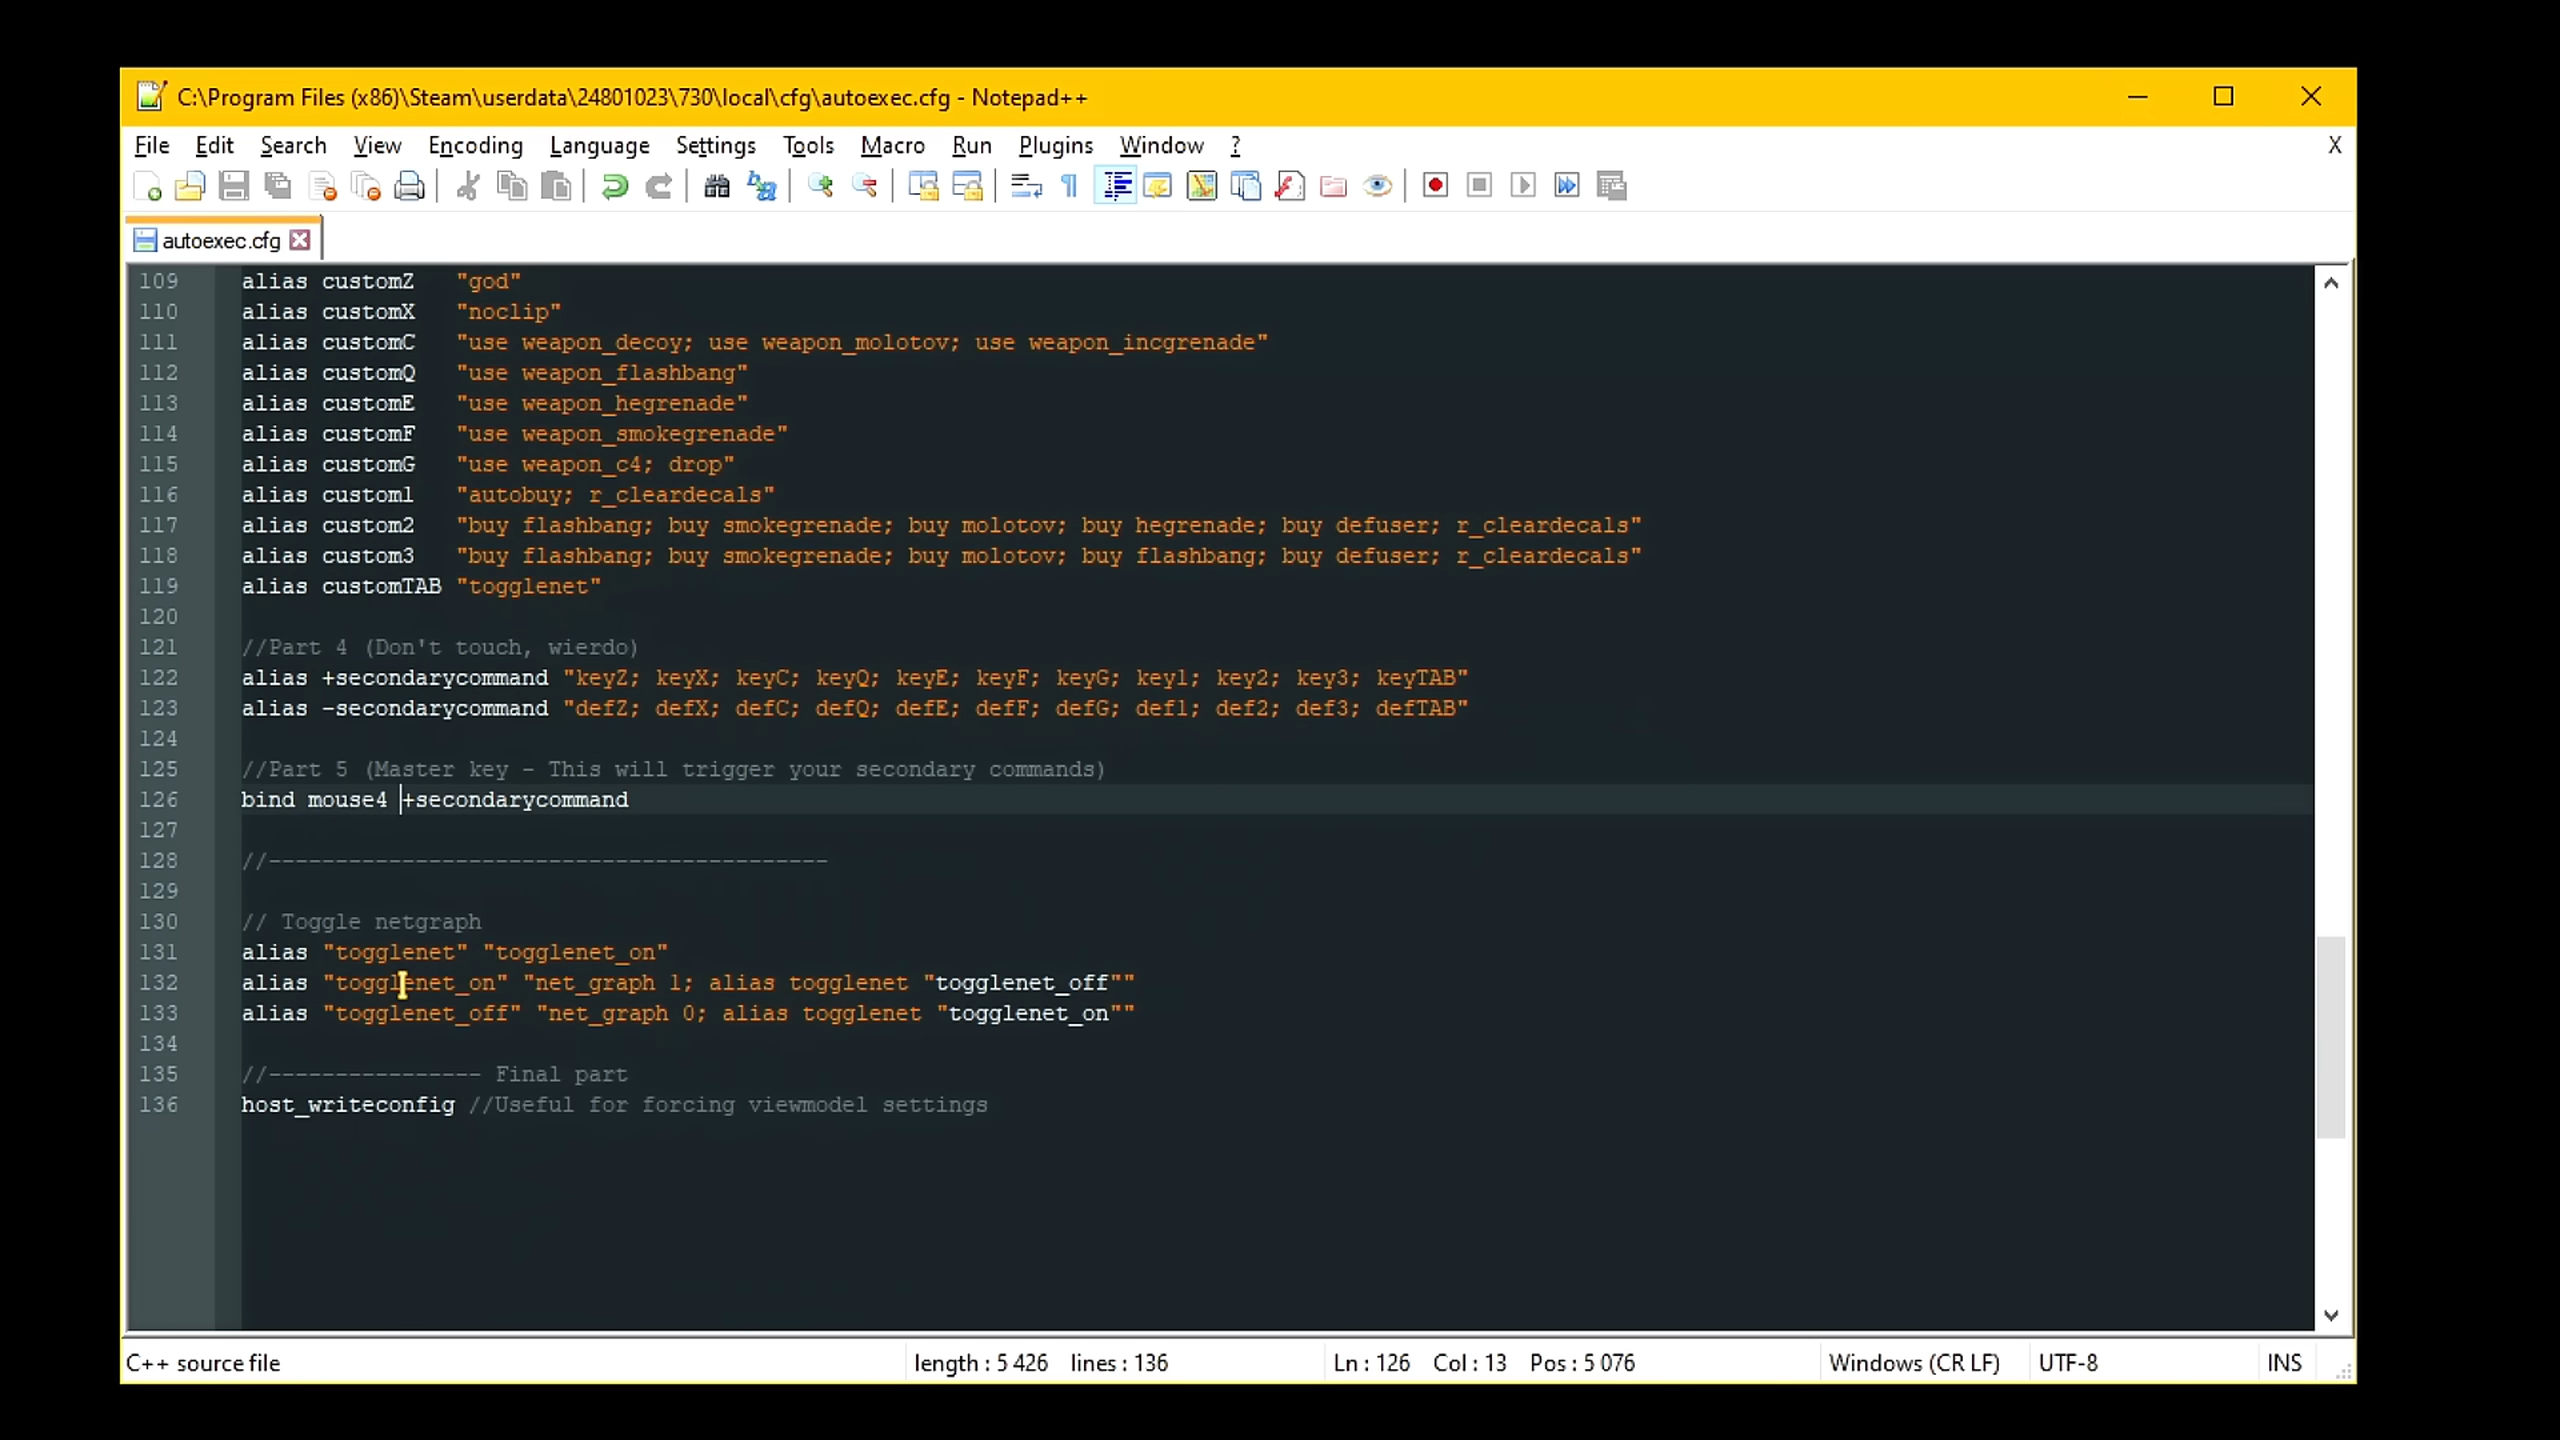 C:\Program Files (x86)\Steam\userdata\24801023\730\local\cfg\autoexec.cfg - Notepad++
File Edit Search View Encoding Language Settings Tools Macro Run Plugins Window ? X
autoexec.cfg
109 alias customZ "god"
110 alias customX "noclip"
111 alias customC "use weapon_decoy; use weapon_molotov; use weapon_incgrenade"
112 alias customQ "use weapon_flashbang"
113 alias customE "use weapon_hegrenade"
114 alias customF "use weapon_smokegrenade"
115 alias customG "use weapon_c4; drop"
116 alias custom1 "autobuy; r_cleardecals"
117 alias custom2 "buy flashbang; buy smokegrenade; buy molotov; buy hegrenade; buy defuser; r_cleardecals"
118 alias custom3 "buy flashbang; buy smokegrenade; buy molotov; buy flashbang; buy defuser; r_cleardecals"
119 alias customTAB "togglenet"
120
121 //Part 4 (Don't touch, wierdo)
122 alias +secondarycommand "keyZ; keyX; keyC; keyQ; keyE; keyF; keyG; key1; key2; key3; keyTAB"
123 alias -secondarycommand "defZ; defX; defC; defQ; defE; defF; defG; def1; def2; def3; defTAB"
124
125 //Part 5 (Master key - This will trigger your secondary commands)
126 bind mouse4 +secondarycommand
127
128 //------------------------------------------
129
130 // Toggle netgraph
131 alias "togglenet" "togglenet_on"
132 alias "togglenet_on" "net_graph 1; alias togglenet "togglenet_off""
133 alias "togglenet_off" "net_graph 0; alias togglenet "togglenet_on""
134
135 //---------------- Final part
136 host_writeconfig //Useful for forcing viewmodel settings
C++ source file length : 5 426 lines : 136 Ln : 126 Col : 13 Pos : 5 076 Windows (CR LF) UTF-8 INS